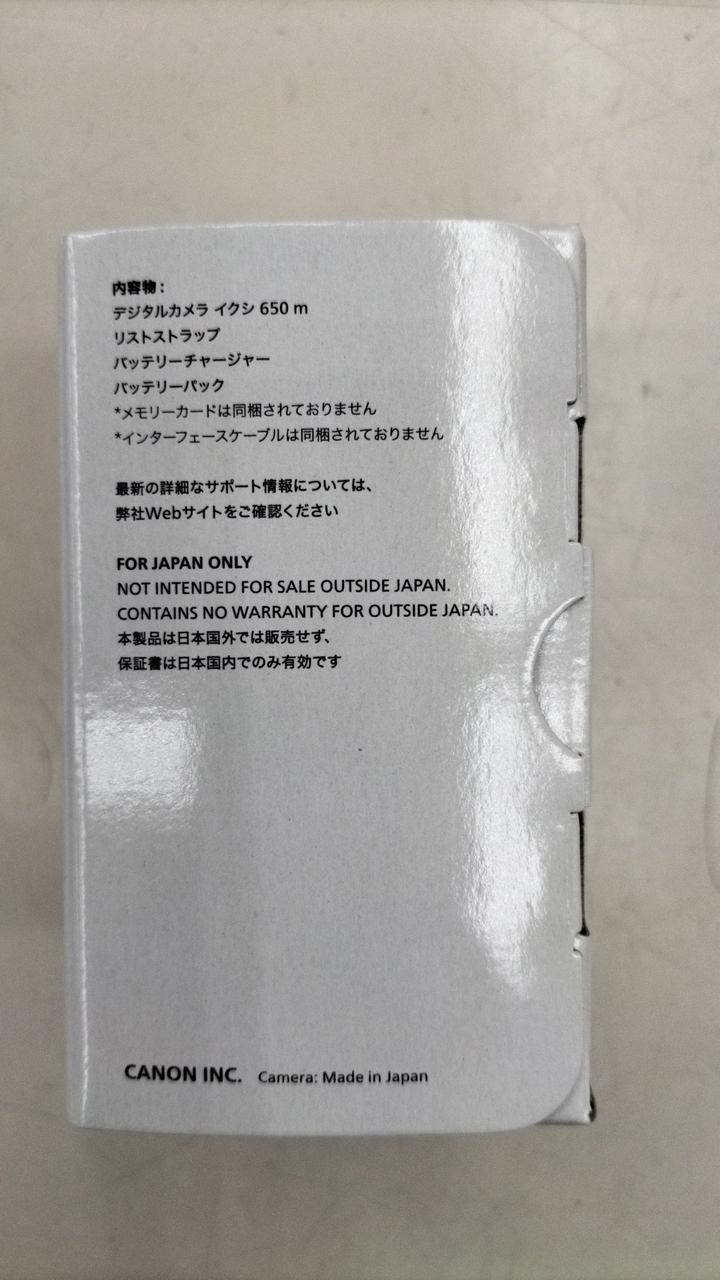 内容物：
デジタルカメラ イクシ 650 m
リストストラップ
バッテリーチャージャー
バッテリーパック
*メモリーカードは同梱されておりません
*インターフェースケーブルは同梱されておりません
最新の詳細なサポート情報については、
弊社Webサイトをご確認ください
FOR JAPAN ONLY
NOT INTENDED FOR SALE OUTSIDE JAPAN.
CONTAINS NO WARRANTY FOR OUTSIDE JAPAN.
本製品は日本国外では販売せず、
保証書は日本国内でのみ有効です
CANON INC. Camera: Made in Japan